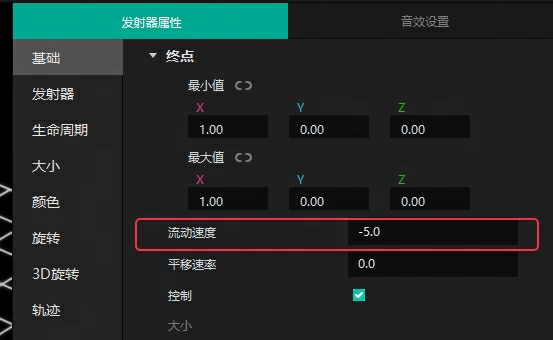 发射器属性 音效设置
基础
发射器
生命周期
大小
颜色
旋转
3D旋转
轨迹
终点
最小值
X Y Z
1.00 0.00 0.00
最大值
X Y Z
1.00 0.00 0.00
流动速度 -5.0
平移速率 0.0
控制
大小